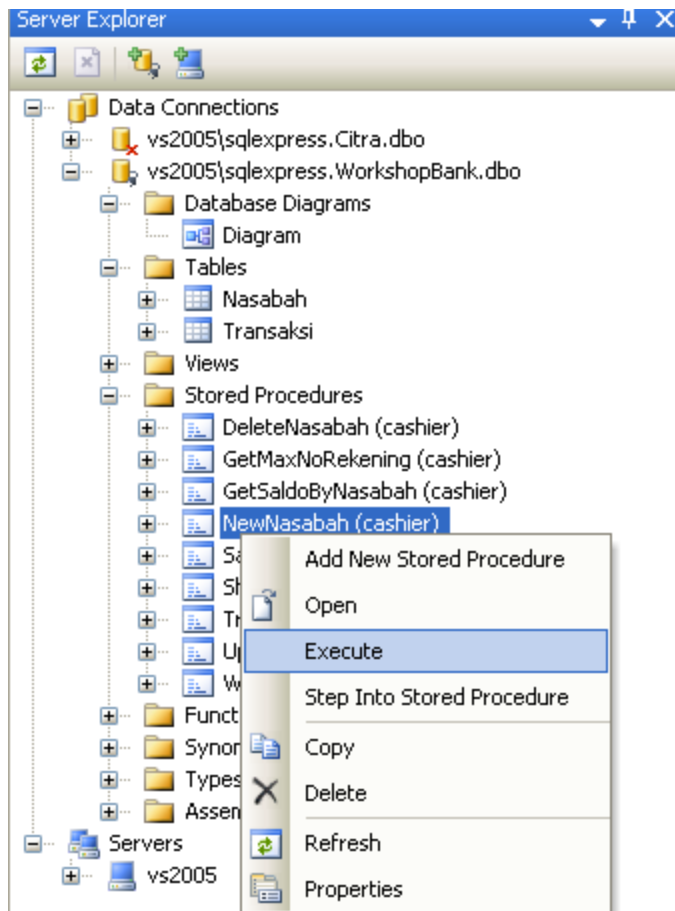 Server Explorer
Data Connections
vs2005\sqlexpress.Citra.dbo
vs2005\sqlexpress.WorkshopBank.dbo
Database Diagrams
Diagram
Tables
Nasabah
Transaksi
Views
Stored Procedures
DeleteNasabah (cashier)
GetMaxNoRekening (cashier)
GetSaldoByNasabah (cashier)
NewNasabah (cashier)
Add New Stored Procedure
Open
Execute
Step Into Stored Procedure
Copy
Delete
Refresh
Properties
Types
Servers
vs2005